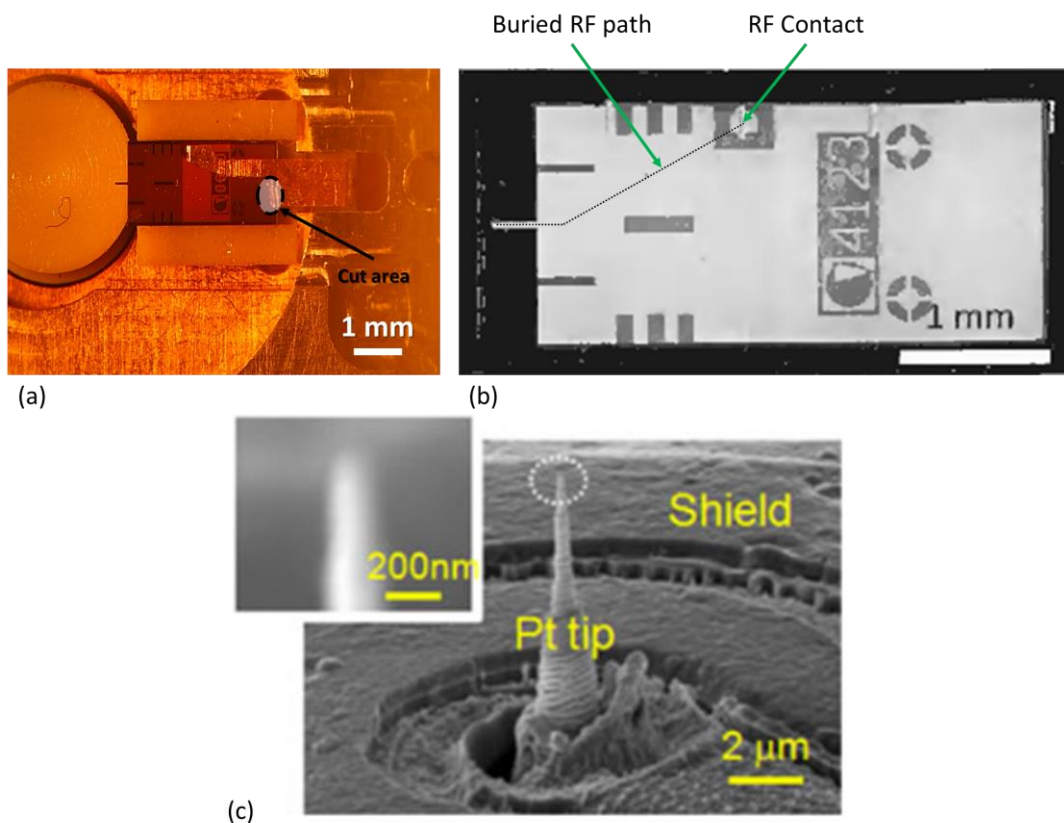 Buried RF path
RF Contact
Cut area
1 mm
(a)
4123
1 mm
(b)
200nm
Shield
Pt tip
2 µm
(c)